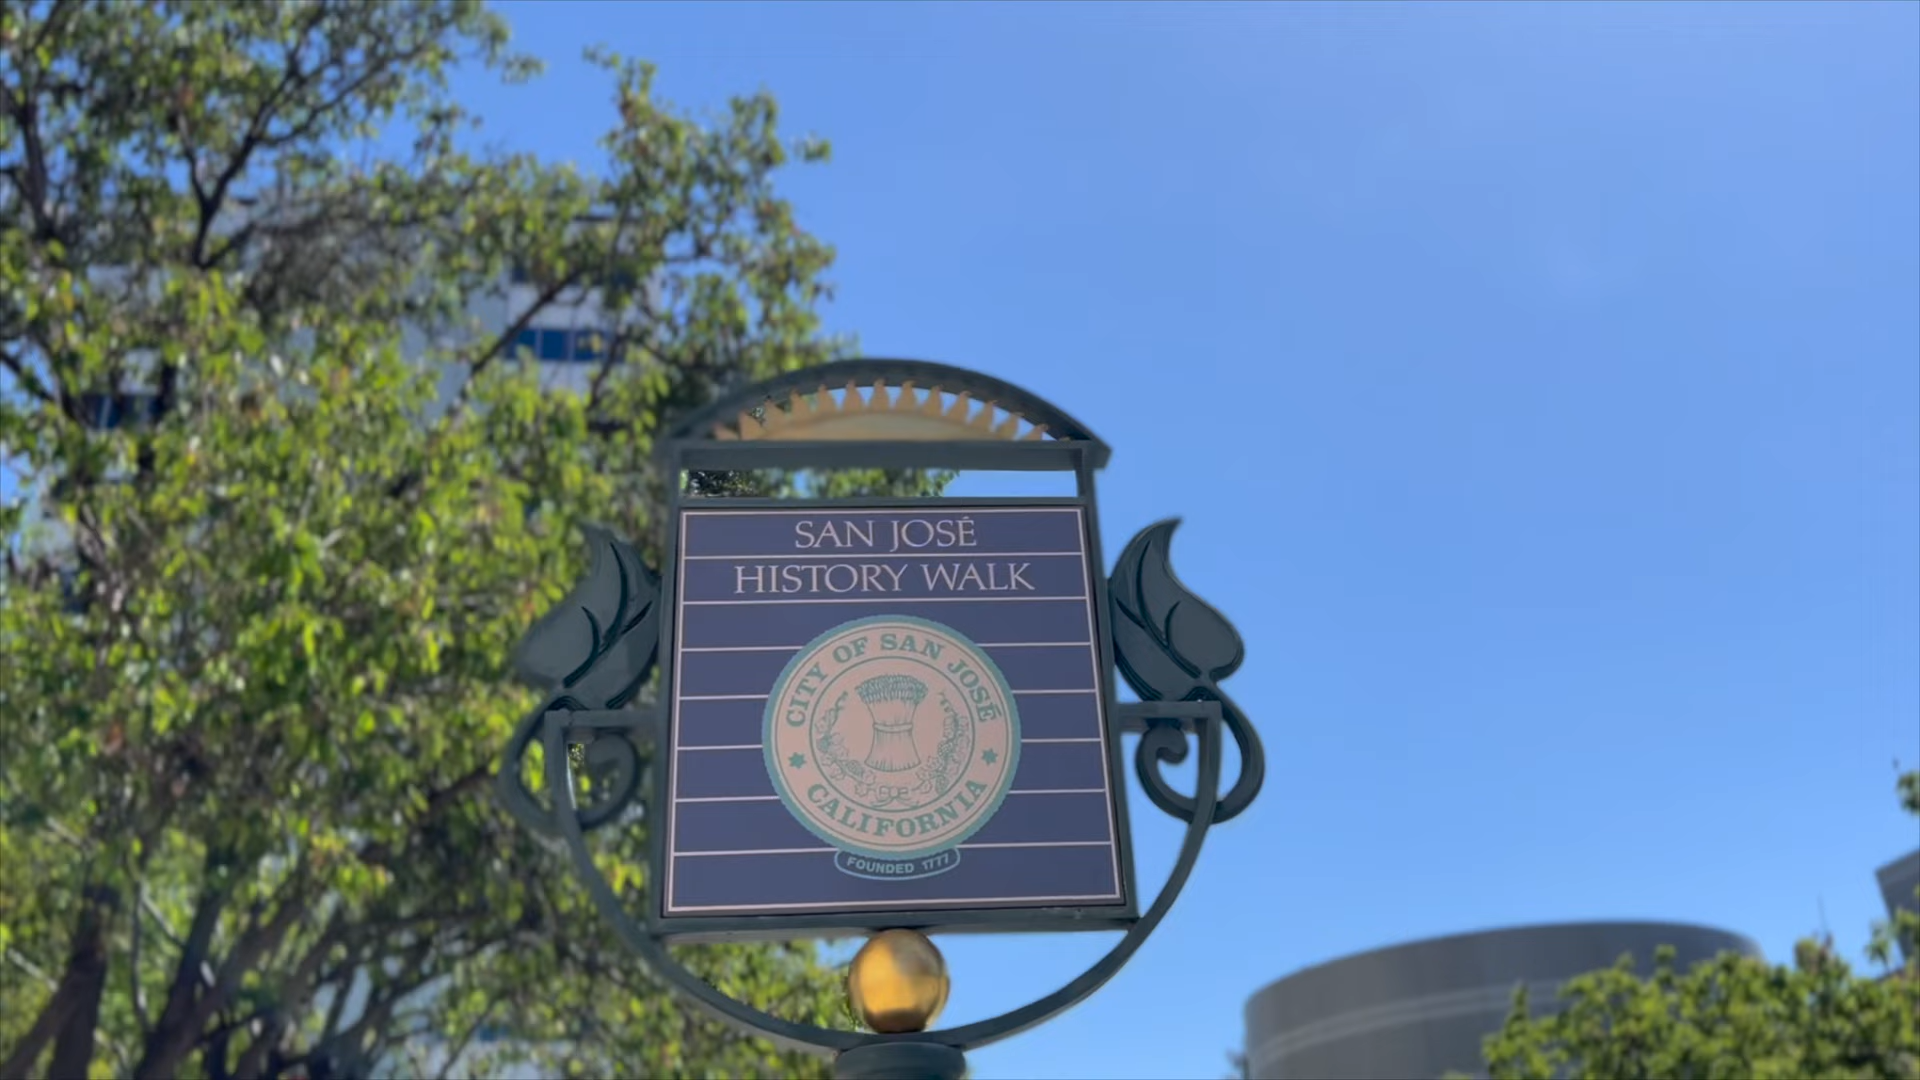 SAN JOSÉ
HISTORY WALK
CITY OF SAN JOSÉ
CALIFORNIA
FOUNDED 1777